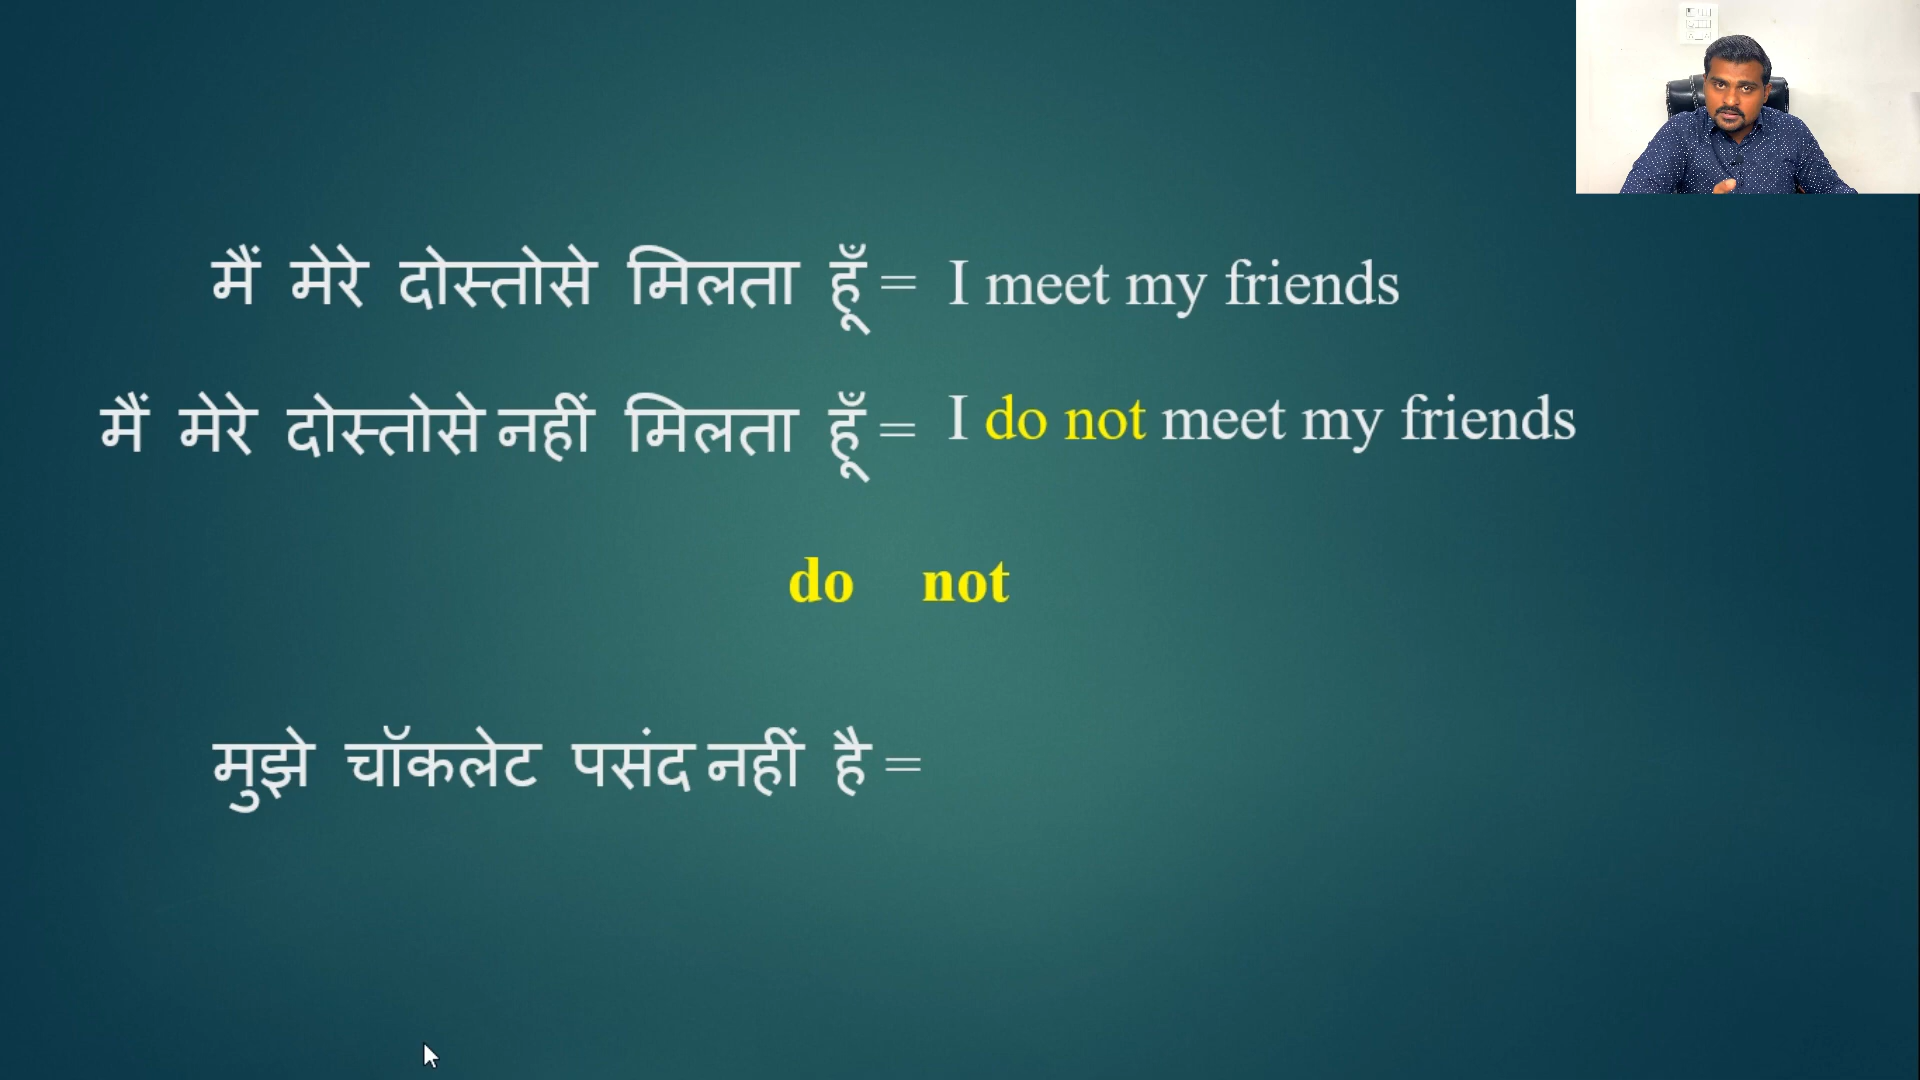 मैं मेरे दोस्तोसे मिलता हूँ = I meet my friends
मैं मेरे दोस्तोसे नहीं मिलता हूँ = I do not meet my friends
do not
मुझे चॉकलेट पसंद नहीं है =